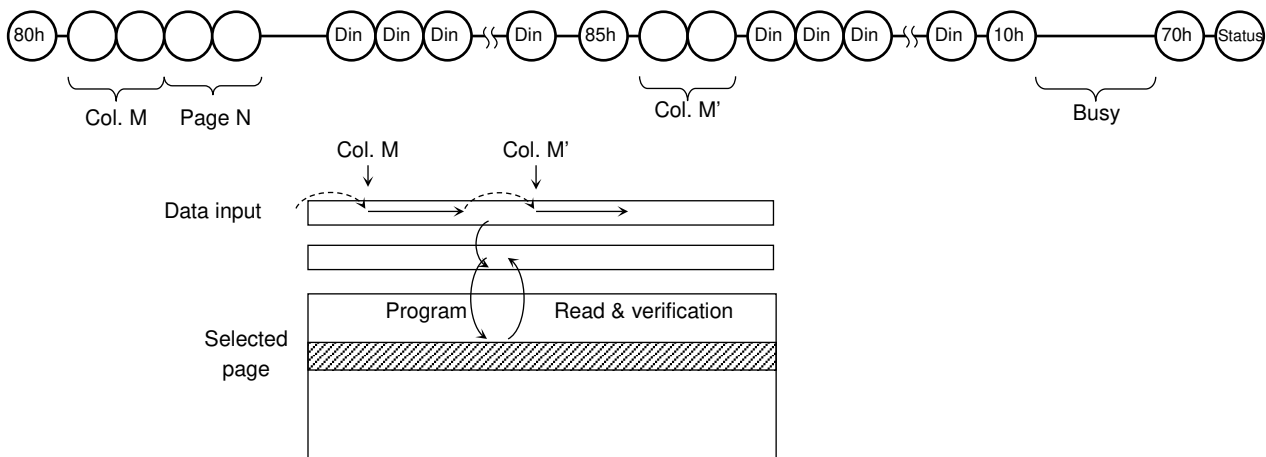 80h Din Din Din Din 85h Din Din Din Din 10h 70h Status
Col. M Page N Col. M’ Busy
Col. M Col. M’
Data input
Program Read & verification
Selected
page